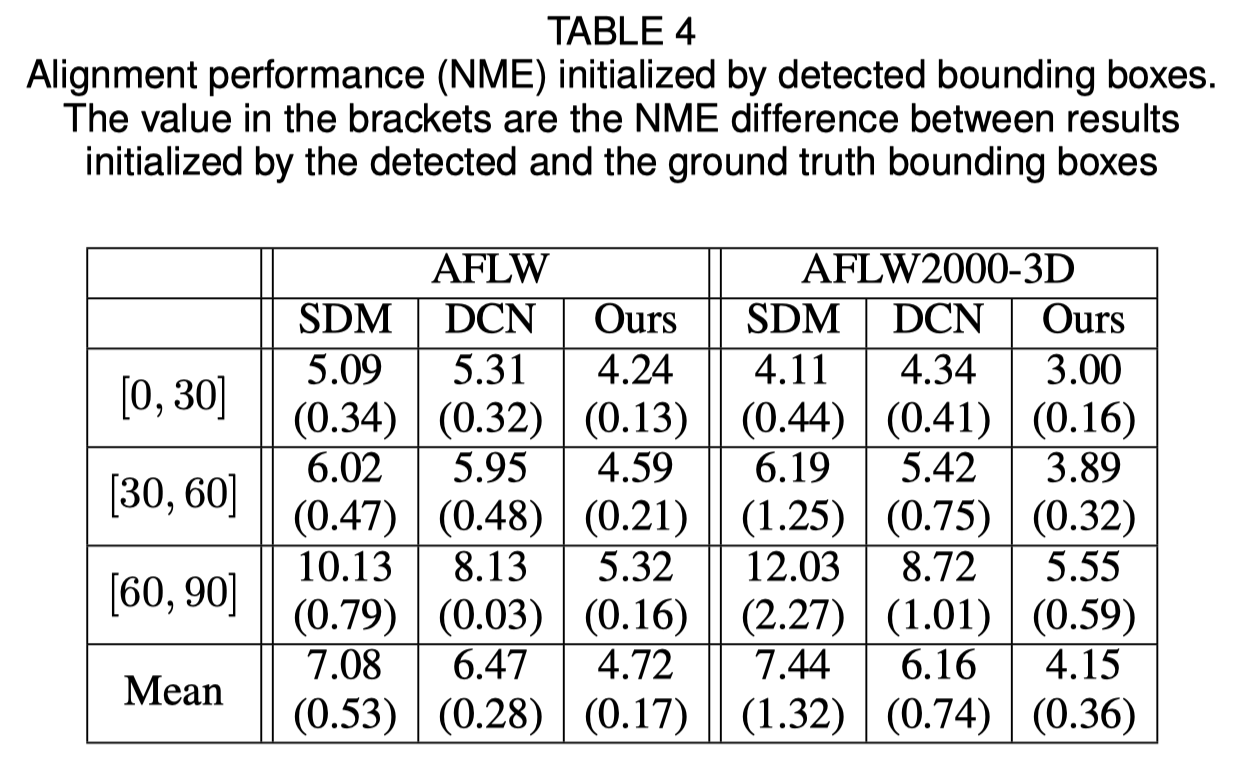 TABLE 4
Alignment performance (NME) initialized by detected bounding boxes.
The value in the brackets are the NME difference between results
initialized by the detected and the ground truth bounding boxes
AFLW AFLW2000-3D
SDM DCN Ours SDM DCN Ours
[0, 30] 5.09 5.31 4.24 4.11 4.34 3.00
(0.34) (0.32) (0.13) (0.44) (0.41) (0.16)
[30, 60] 6.02 5.95 4.59 6.19 5.42 3.89
(0.47) (0.48) (0.21) (1.25) (0.75) (0.32)
[60, 90] 10.13 8.13 5.32 12.03 8.72 5.55
(0.79) (0.03) (0.16) (2.27) (1.01) (0.59)
Mean 7.08 6.47 4.72 7.44 6.16 4.15
(0.53) (0.28) (0.17) (1.32) (0.74) (0.36)